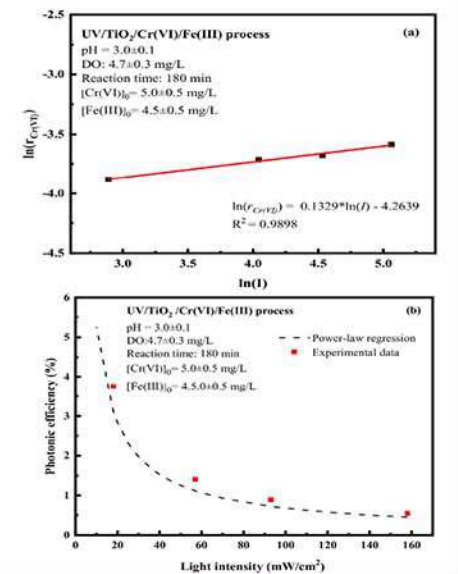 UV/TiO2/Cr(VI)/Fe(III) process
(a)
pH = 3.0±0.1
DO: 4.7±0.3 mg/L
Reaction time: 180 min
[Cr(VI)]0= 5.0±0.5 mg/L
[Fe(III)]0= 4.5±0.5 mg/L
ln(rCr(VI))
-2.5
-3.0
-3.5
-4.0
-4.5
ln(rCr(VI)) = 0.1329*ln(I) - 4.2639
R2 = 0.9898
3.0
3.5
4.0
4.5
5.0
ln(I)
UV/TiO2 /Cr(VI)/Fe(III) process
(b)
pH = 3.0±0.1
DO:4.7±0.3 mg/L
Reaction time: 180 min
[Cr(VI)]0= 5.0±0.5 mg/L
[Fe(III)]0= 4.5.0±0.5 mg/L
Power-law regression
Experimental data
Photonic efficiency (%)
6
5
4
3
2
1
0
0
20
40
60
80
100
120
140
160
Light intensity (mW/cm2)